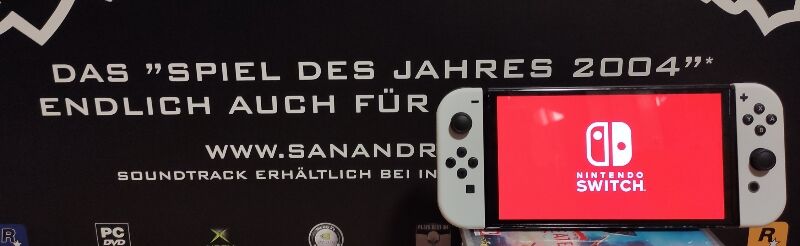 DAS "SPIEL DES JAHRES 2004"*
ENDLICH AUCH FÜR
WWW.SANANDR
SOUNDTRACK ERHÄLTLICH BEI IN
NINTENDO
SWITCH
X
Y A
B
R
PC
DVD
R